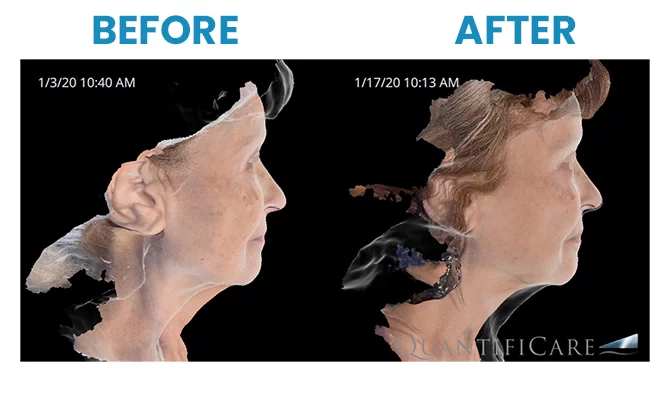 BEFORE
AFTER
1/3/20 10:40 AM
1/17/20 10:13 AM
QUANTIFICARE